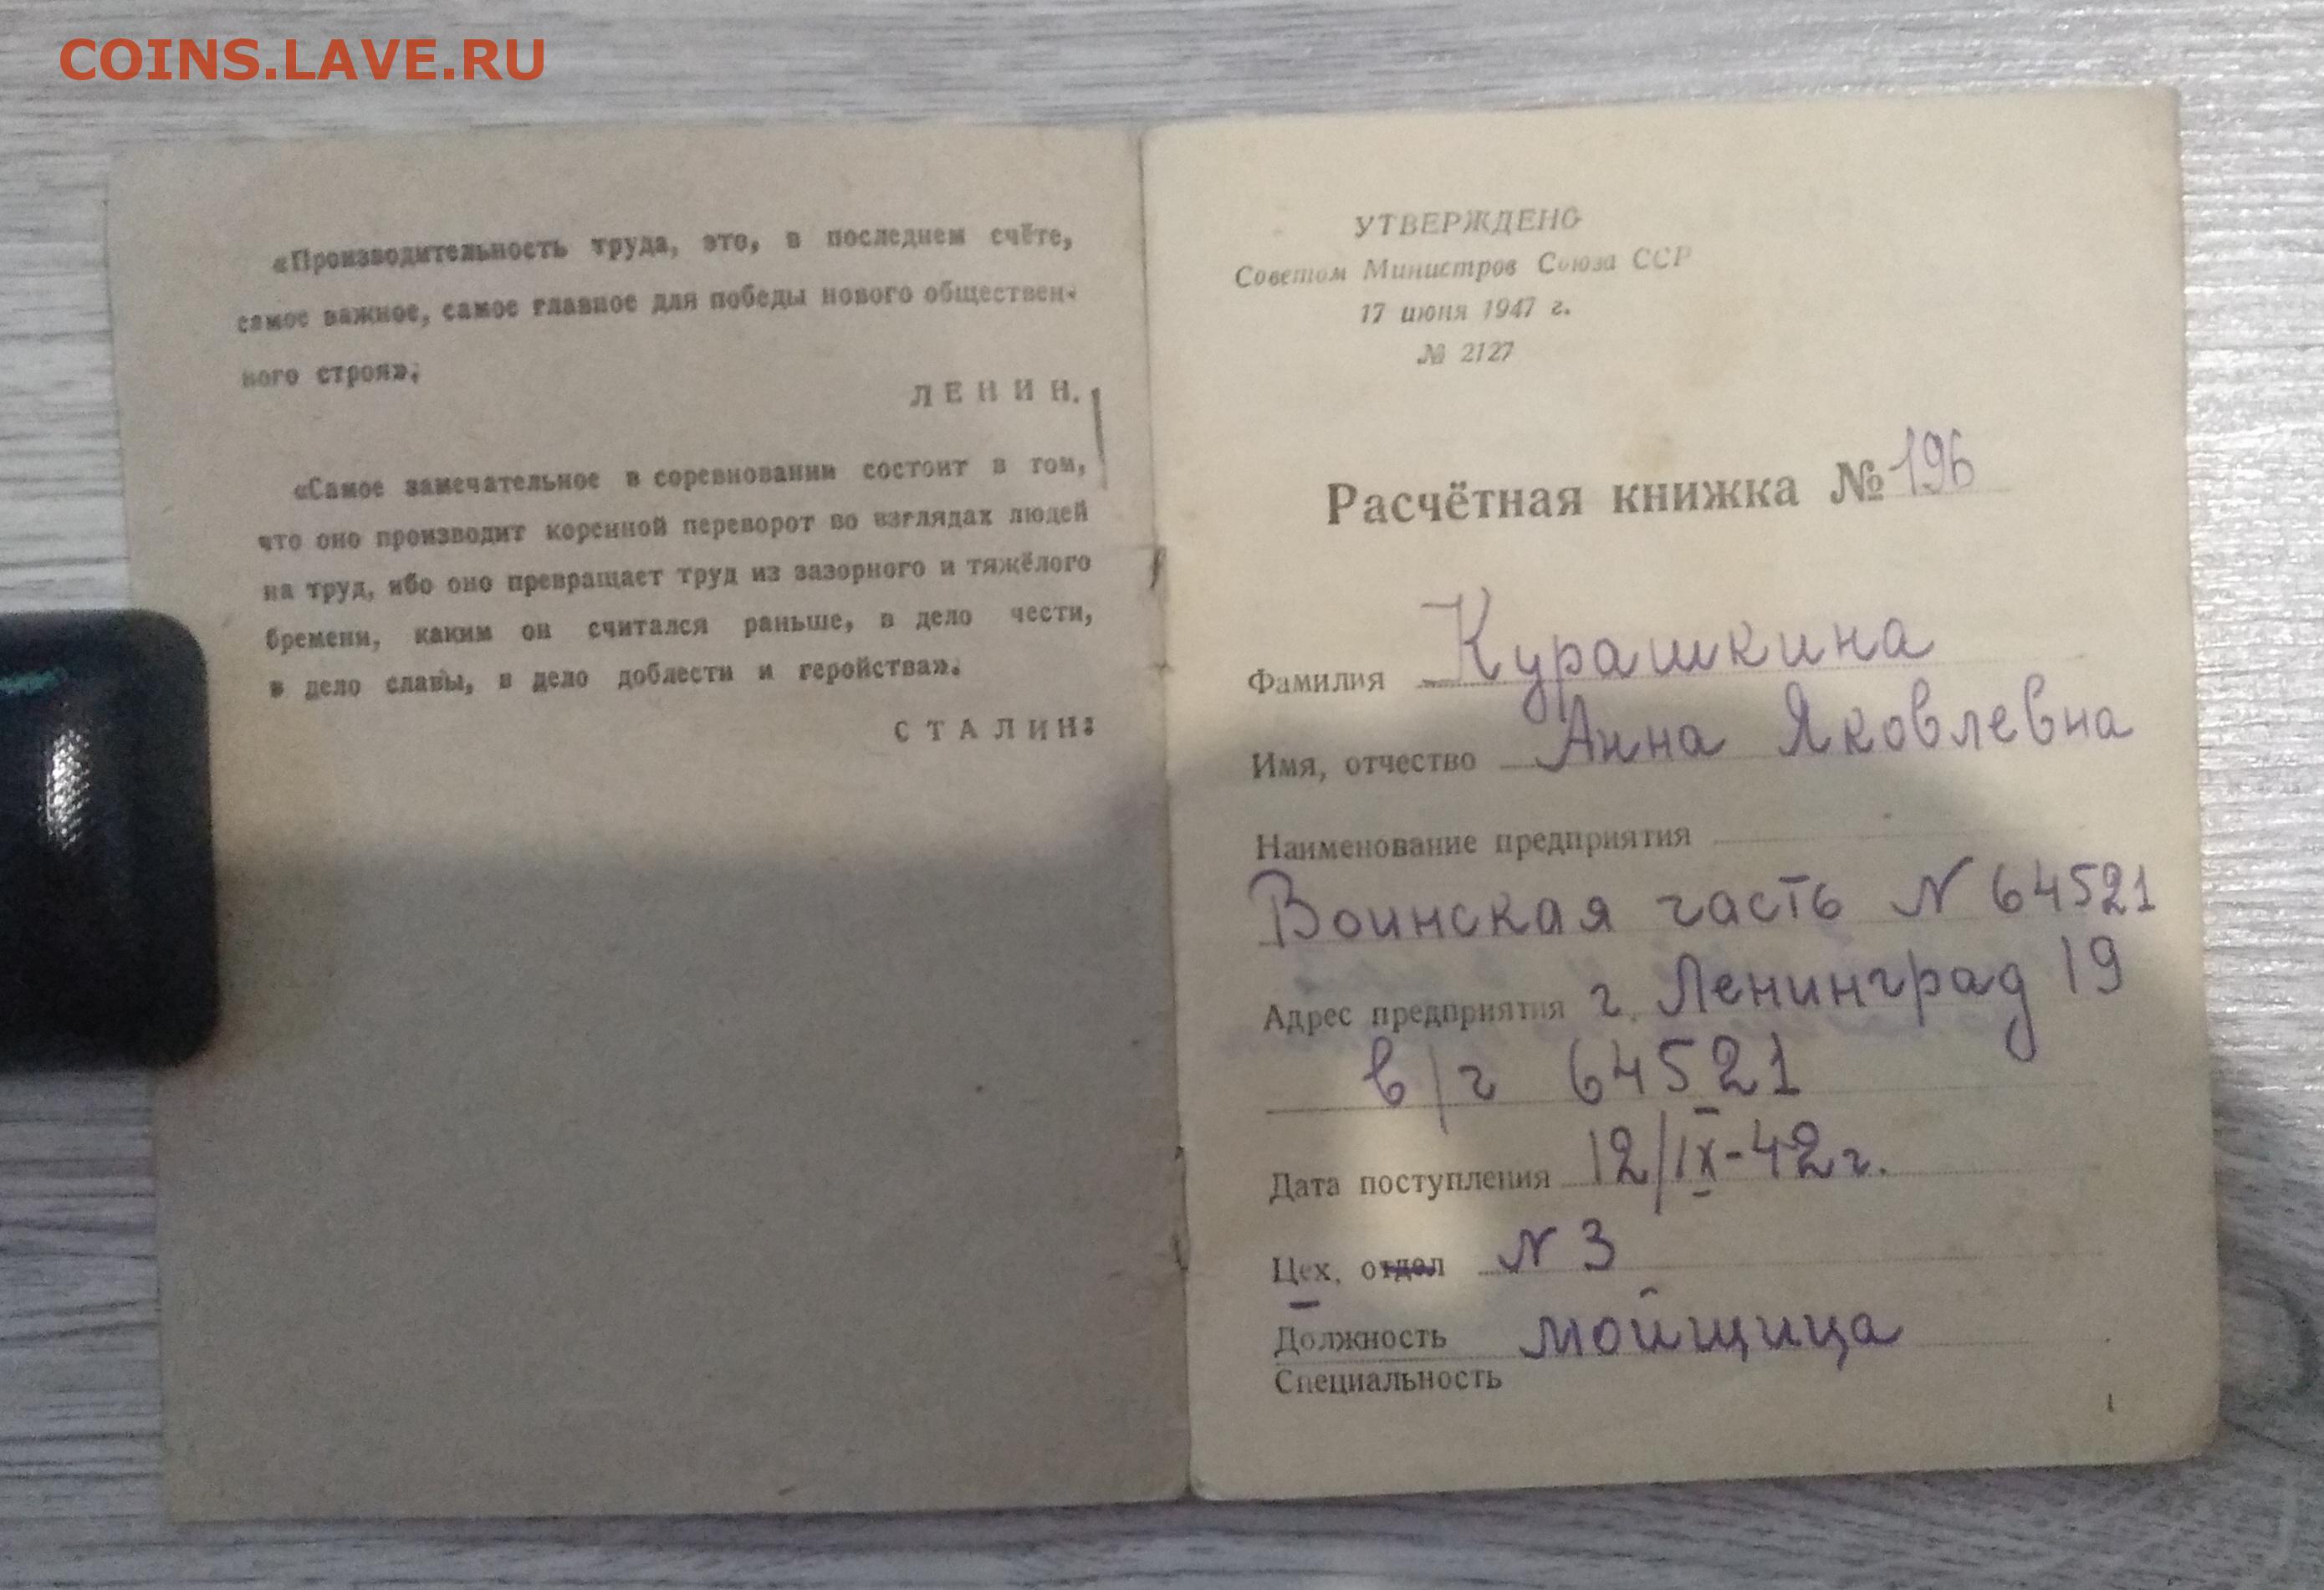 COINS.LAVE.RU
«Производительность труда, это, в последнем счёте,
самое важное, самое главное для победы нового обществен-
ного строя».
ЛЕНИН.
«Самое замечательное в соревновании состоит в том,
что оно производит коренной переворот во взглядах людей
на труд, ибо оно превращает труд из зазорного и тяжёлого
бремени, каким он считался раньше, в дело чести,
в дело славы, в дело доблести и геройства».
СТАЛИН.
УТВЕРЖДЕНО
Советом Министров Союза ССР
17 июня 1947 г.
№ 2127
Расчётная книжка № 196
Фамилия Курашкина
Имя, отчество Анна Яковлевна
Наименование предприятия
Воинская часть N 64521
Адрес предприятия г. Ленинград 19
в/ч 64521
Дата поступления 12/IX-42г.
Цех, отдел N 3
Должность мойщица
Специальность
1